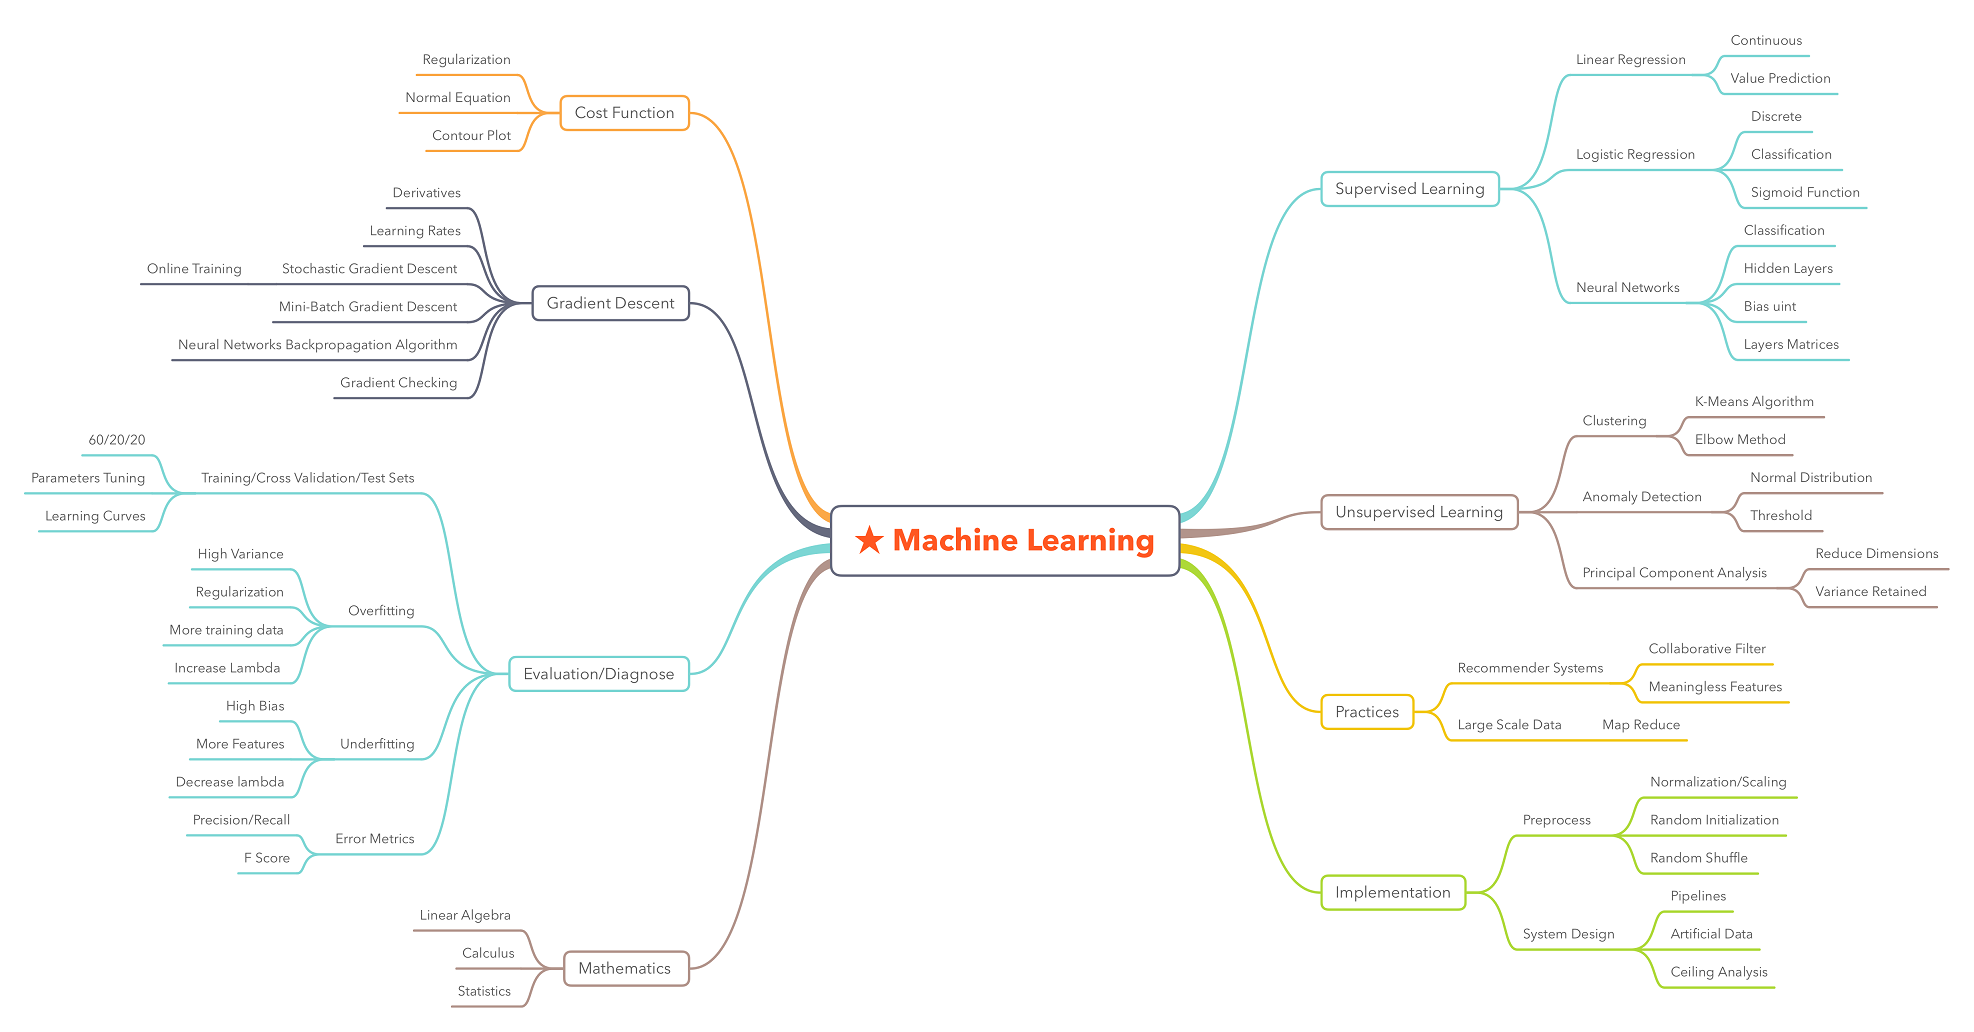 Machine Learning
Cost Function
Regularization
Normal Equation
Contour Plot
Gradient Descent
Derivatives
Learning Rates
Stochastic Gradient Descent
Online Training
Mini-Batch Gradient Descent
Neural Networks Backpropagation Algorithm
Gradient Checking
Evaluation/Diagnose
Training/Cross Validation/Test Sets
60/20/20
Parameters Tuning
Learning Curves
Overfitting
High Variance
Regularization
More training data
Increase Lambda
Underfitting
High Bias
More Features
Decrease lambda
Error Metrics
Precision/Recall
F Score
Mathematics
Linear Algebra
Calculus
Statistics
Supervised Learning
Linear Regression
Continuous
Value Prediction
Logistic Regression
Discrete
Classification
Sigmoid Function
Neural Networks
Classification
Hidden Layers
Bias uint
Layers Matrices
Unsupervised Learning
Clustering
K-Means Algorithm
Elbow Method
Anomaly Detection
Normal Distribution
Threshold
Principal Component Analysis
Reduce Dimensions
Variance Retained
Practices
Recommender Systems
Collaborative Filter
Meaningless Features
Large Scale Data
Map Reduce
Implementation
Preprocess
Normalization/Scaling
Random Initialization
Random Shuffle
System Design
Pipelines
Artificial Data
Ceiling Analysis